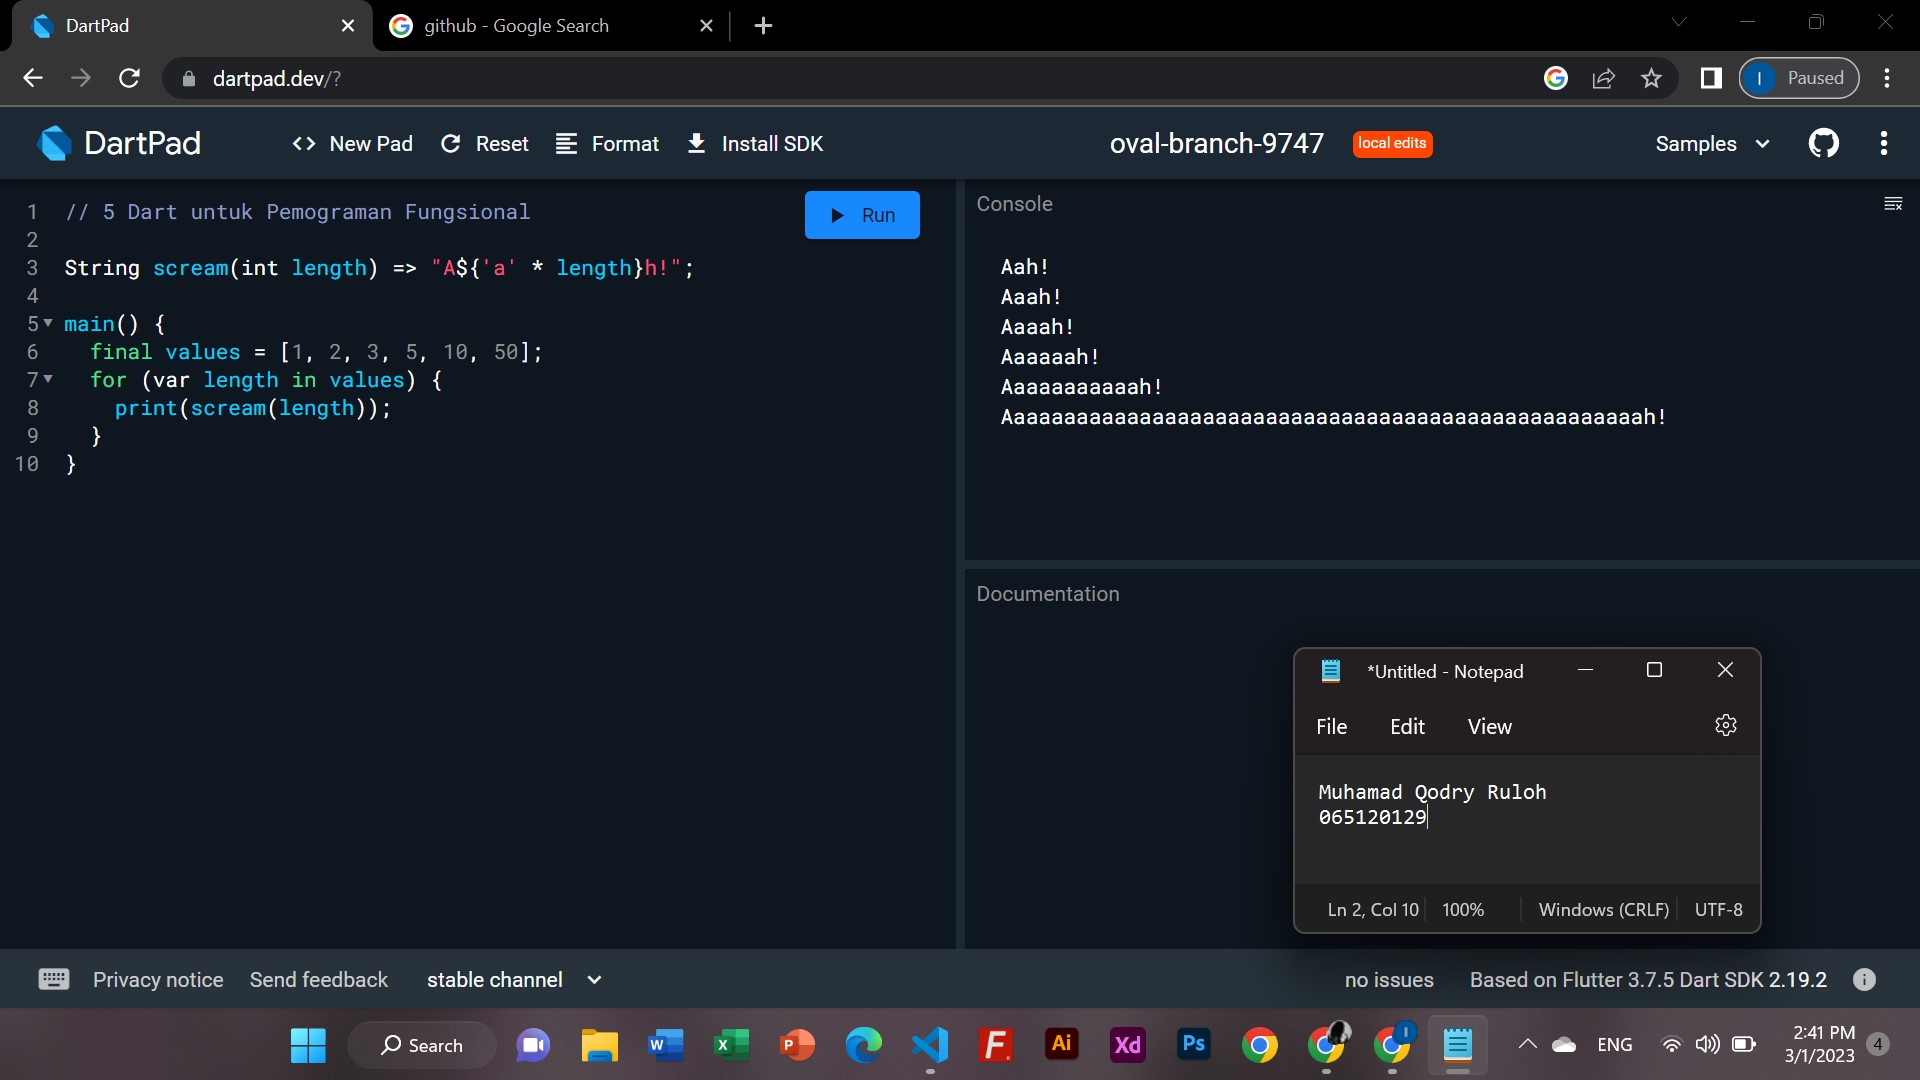 DartPad
github - Google Search
dartpad.dev/?
Paused
DartPad
New Pad
Reset
Format
Install SDK
oval-branch-9747
local edits
Samples
1 // 5 Dart untuk Pemograman Fungsional
2
3 String scream(int length) => "A${'a' * length}h!";
4
5 main() {
6 final values = [1, 2, 3, 5, 10, 50];
7 for (var length in values) {
8 print(scream(length));
9 }
10 }
Run
Console
Aah!
Aaah!
Aaaah!
Aaaaaah!
Aaaaaaaaaaah!
Aaaaaaaaaaaaaaaaaaaaaaaaaaaaaaaaaaaaaaaaaaaaaaaaaaah!
Documentation
*Untitled - Notepad
File Edit View
Muhamad Qodry Ruloh
065120129
Ln 2, Col 10
100%
Windows (CRLF)
UTF-8
Privacy notice
Send feedback
stable channel
no issues
Based on Flutter 3.7.5 Dart SDK 2.19.2
Search
ENG
2:41 PM
3/1/2023
4